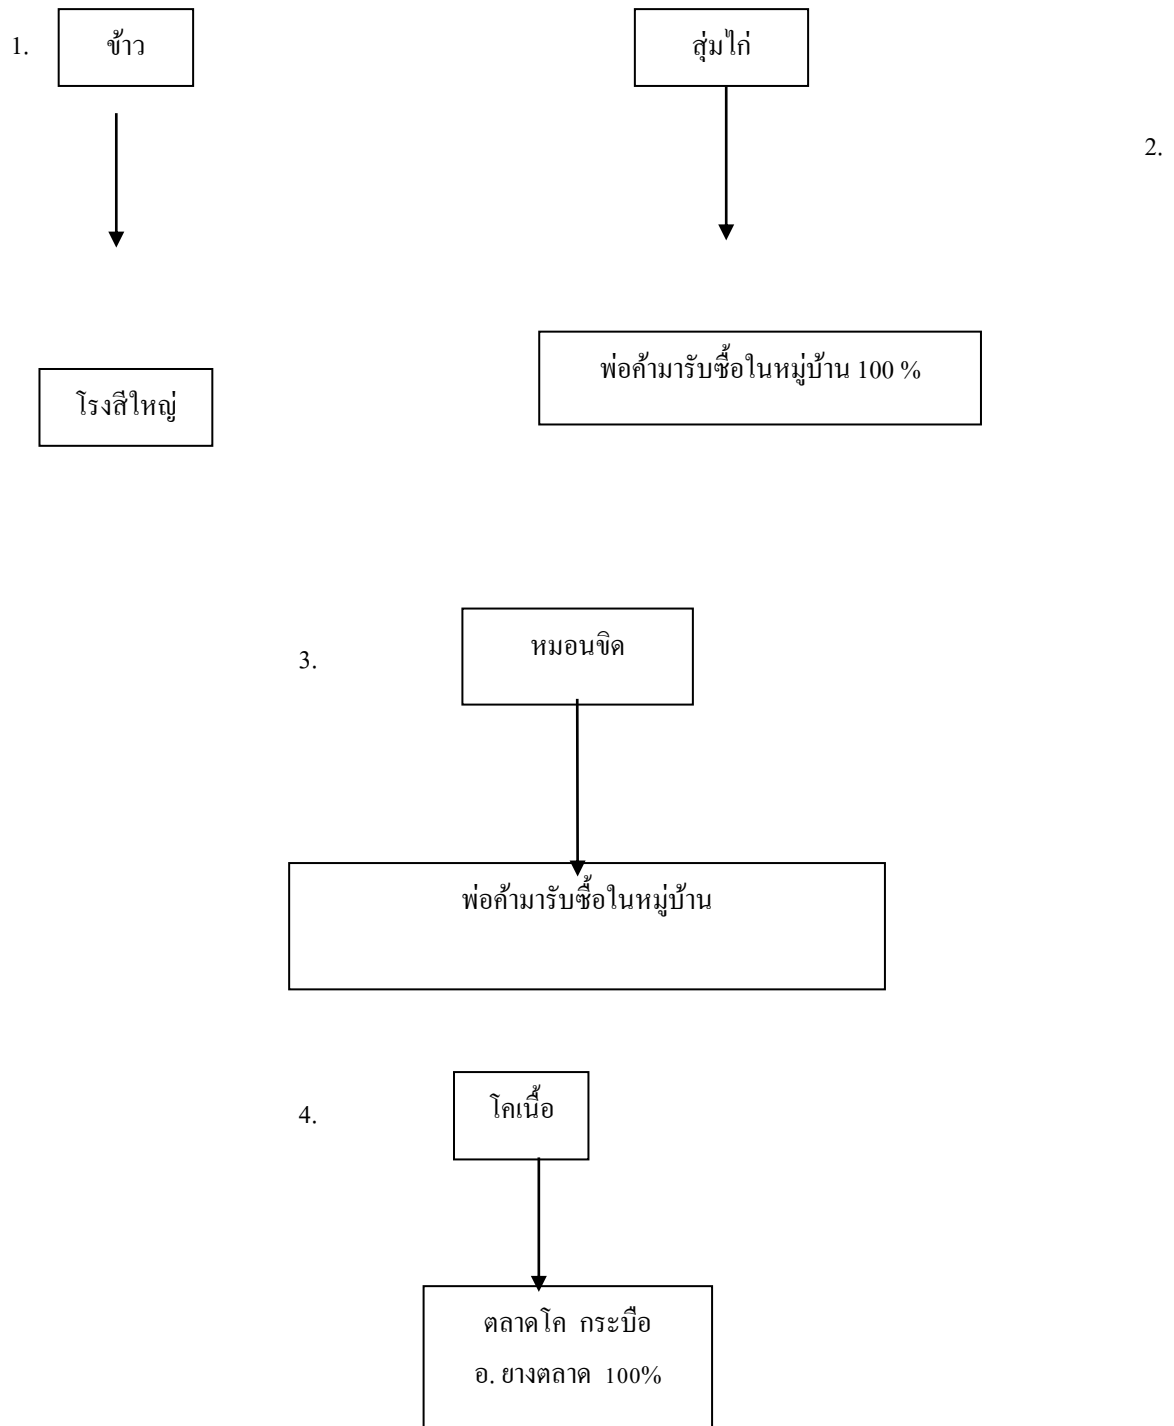 1.
ข้าว
สุ่มไก่
2.
พ่อค้ามารับซื้อในหมู่บ้าน 100 %
โรงสีใหญ่
3.
หมอนขิด
พ่อค้ามารับซื้อในหมู่บ้าน
4.
โคเนื้อ
ตลาดโค กระบือ
อ. ยางตลาด 100%